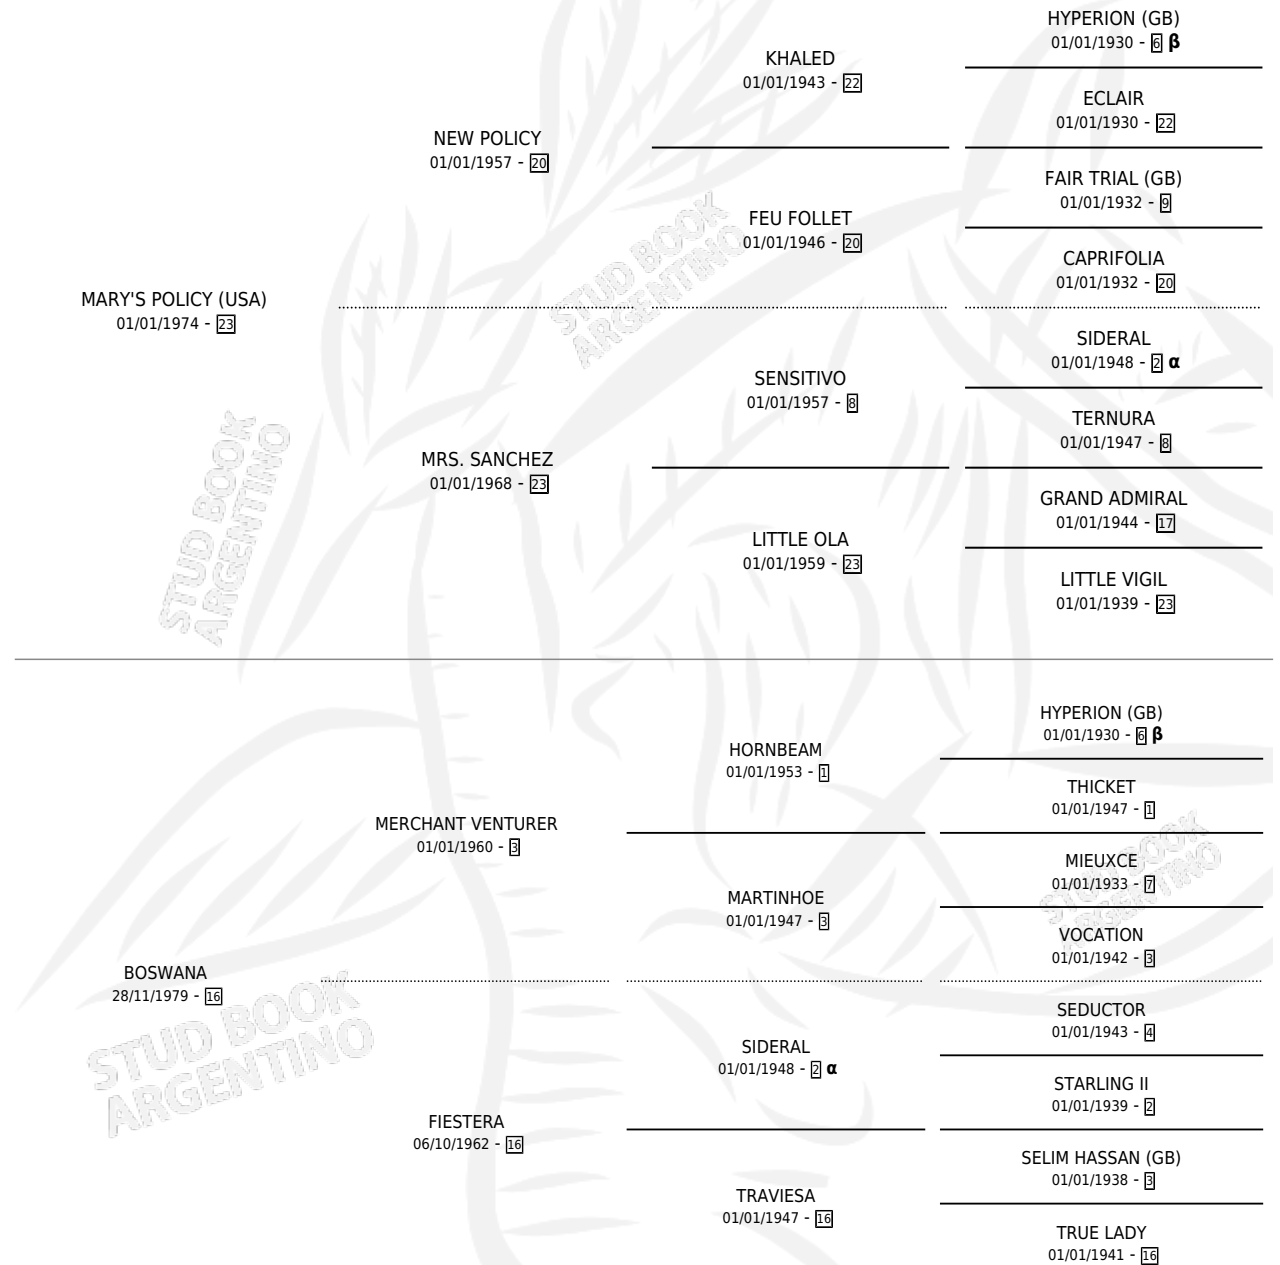 HYPERION (GB)
01/01/1930 - 6 β
KHALED
01/01/1943 - 22
ECLAIR
01/01/1930 - 22
NEW POLICY
01/01/1957 - 20
FAIR TRIAL (GB)
01/01/1932 - 9
FEU FOLLET
01/01/1946 - 20
CAPRIFOLIA
01/01/1932 - 20
MARY'S POLICY (USA)
01/01/1974 - 23
SIDERAL
01/01/1948 - 2 α
SENSITIVO
01/01/1957 - 8
TERNURA
01/01/1947 - 8
MRS. SANCHEZ
01/01/1968 - 23
GRAND ADMIRAL
01/01/1944 - 17
LITTLE OLA
01/01/1959 - 23
LITTLE VIGIL
01/01/1939 - 23
HYPERION (GB)
01/01/1930 - 6 β
HORNBEAM
01/01/1953 - 1
THICKET
01/01/1947 - 1
MERCHANT VENTURER
01/01/1960 - 3
MIEUXCE
01/01/1933 - 7
MARTINHOE
01/01/1947 - 3
VOCATION
01/01/1942 - 3
BOSWANA
28/11/1979 - 16
SEDUCTOR
01/01/1943 - 4
SIDERAL
01/01/1948 - 2 α
STARLING II
01/01/1939 - 2
FIESTERA
06/10/1962 - 16
SELIM HASSAN (GB)
01/01/1938 - 3
TRAVIESA
01/01/1947 - 16
TRUE LADY
01/01/1941 - 16
STUD BOOK
ARGENTINO
STUD BOOK
ARGENTINO
STUD BOOK
ARGENTINO
STUD BOOK
ARGENTINO